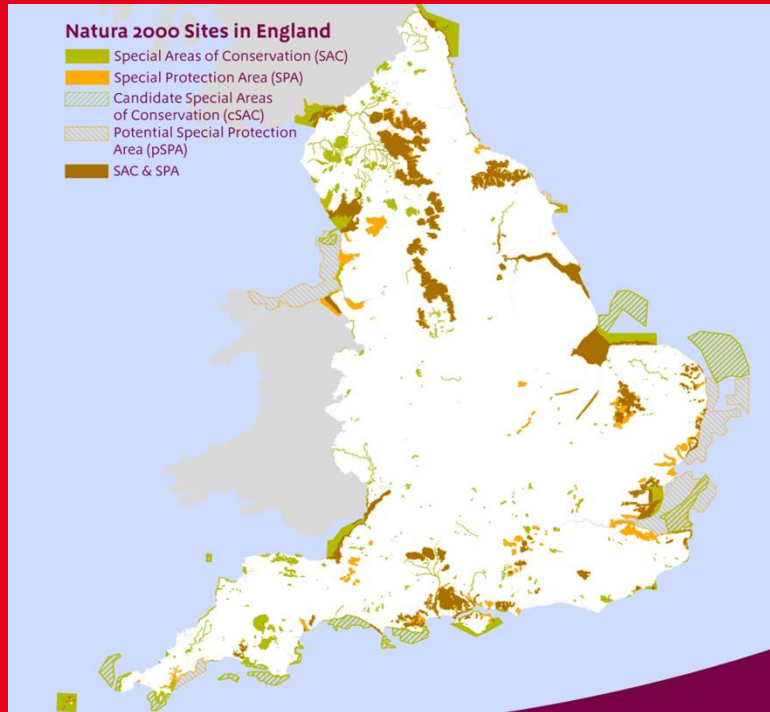 Natura 2000 Sites in England
Special Areas of Conservation (SAC)
Special Protection Area (SPA)
Candidate Special Areas
of Conservation (cSAC)
Potential Special Protection
Area (pSPA)
SAC & SPA